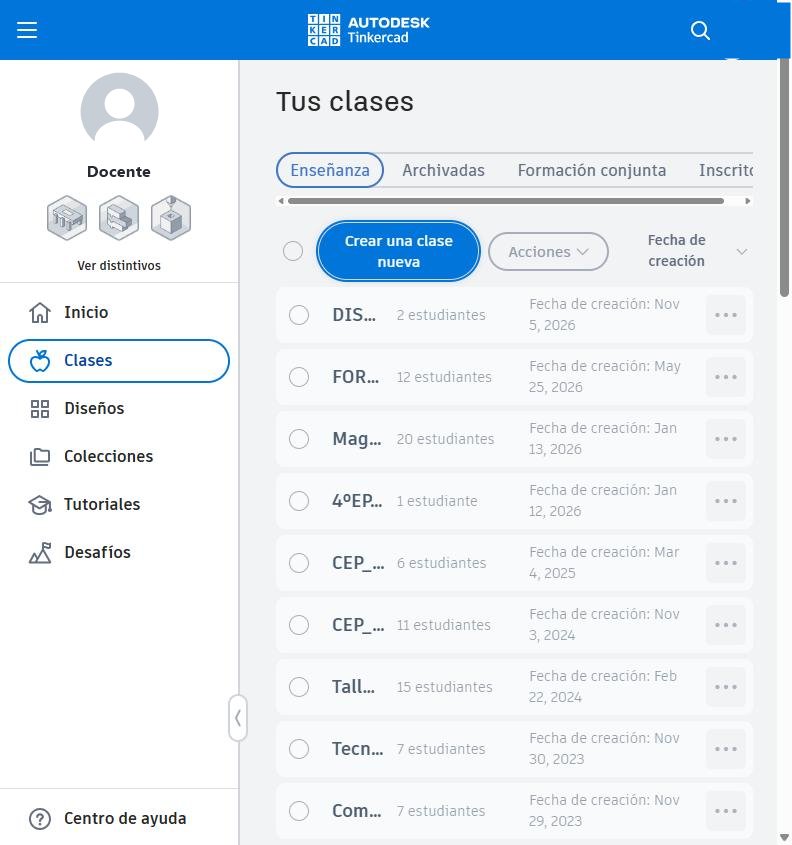 TINKERCAD
AUTODESK
Tinkercad
Docente
Ver distintivos
Inicio
Clases
Diseños
Colecciones
Tutoriales
Desafíos
Centro de ayuda
Tus clases
Enseñanza Archivadas Formación conjunta Inscrito
Crear una clase
nueva
Acciones
Fecha de
creación
DIS... 2 estudiantes Fecha de creación: Nov
5, 2026
FOR... 12 estudiantes Fecha de creación: May
25, 2026
Mag... 20 estudiantes Fecha de creación: Jan
13, 2026
4ºEP... 1 estudiante Fecha de creación: Jan
12, 2026
CEP_... 6 estudiantes Fecha de creación: Mar
4, 2025
CEP_... 11 estudiantes Fecha de creación: Nov
3, 2024
Tall... 15 estudiantes Fecha de creación: Feb
22, 2024
Tecn... 7 estudiantes Fecha de creación: Nov
30, 2023
Com... 7 estudiantes Fecha de creación: Nov
29, 2023